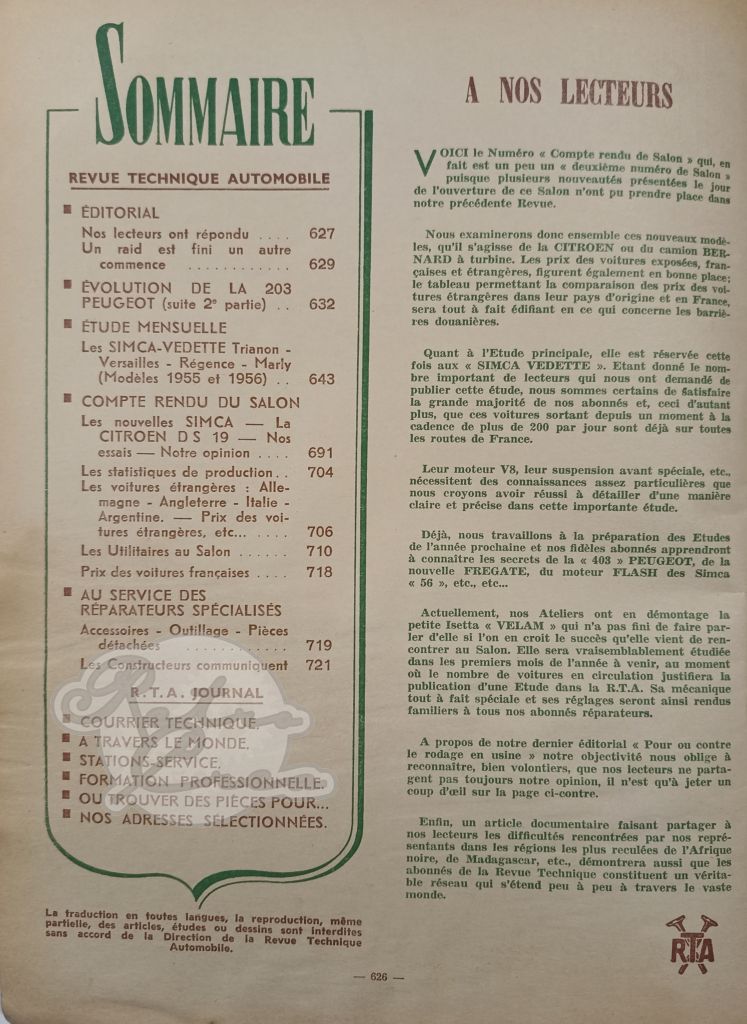 SOMMAIRE
REVUE TECHNIQUE AUTOMOBILE
ÉDITORIAL
Nos lecteurs ont répondu .... 627
Un raid est fini un autre
commence ............ 629
ÉVOLUTION DE LA 203
PEUGEOT (suite 2e partie) .. 632
ÉTUDE MENSUELLE
Les SIMCA-VEDETTE Trianon -
Versailles - Régence - Marly
(Modèles 1955 et 1956) .. 643
COMPTE RENDU DU SALON
Les nouvelles SIMCA — La
CITROEN D S 19 — Nos
essais — Notre opinion .... 691
Les statistiques de production.. 704
Les voitures étrangères : Alle-
magne - Angleterre - Italie -
Argentine. — Prix des voi-
tures étrangères, etc... .... 706
Les Utilitaires au Salon ...... 710
Prix des voitures françaises .... 718
AU SERVICE DES
RÉPARATEURS SPÉCIALISÉS
Accessoires - Outillage - Pièces
détachées ............ 719
Les Constructeurs communiquent 721
R.T.A. JOURNAL
COURRIER TECHNIQUE.
A TRAVERS LE MONDE.
STATIONS-SERVICE.
FORMATION PROFESSIONNELLE.
OU TROUVER DES PIÈCES POUR...
NOS ADRESSES SÉLECTIONNÉES.
La traduction en toutes langues, la reproduction, même
partielle, des articles, études ou dessins sont interdites
sans accord de la Direction de la Revue Technique
Automobile.
A NOS LECTEURS
VOICI le Numéro « Compte rendu de Salon » qui, en
fait est un peu un « deuxième numéro de Salon »
puisque plusieurs nouveautés présentées le jour
de l'ouverture de ce Salon n'ont pu prendre place dans
notre précédente Revue.
Nous examinerons donc ensemble ces nouveaux modè-
les, qu'il s'agisse de la CITROEN ou du camion BER-
NARD à turbine. Les prix des voitures exposées, fran-
çaises et étrangères, figurent également en bonne place;
le tableau permettant la comparaison des prix des voi-
tures étrangères dans leur pays d'origine et en France,
sera tout à fait édifiant en ce qui concerne les barriè-
res douanières.
Quant à l'Etude principale, elle est réservée cette
fois aux « SIMCA VEDETTE ». Etant donné le nom-
bre important de lecteurs qui nous ont demandé de
publier cette étude, nous sommes certains de satisfaire
la grande majorité de nos abonnés et, ceci d'autant
plus, que ces voitures sortant depuis un moment à la
cadence de plus de 200 par jour sont déjà sur toutes
les routes de France.
Leur moteur V8, leur suspension avant spéciale, etc.,
nécessitent des connaissances assez particulières que
nous croyons avoir réussi à détailler d'une manière
claire et précise dans cette importante étude.
Déjà, nous travaillons à la préparation des Etudes
de l'année prochaine et nos fidèles abonnés apprendront
à connaître les secrets de la « 403 » PEUGEOT, de la
nouvelle FREGATE, du moteur FLASH des Simca
« 56 », etc., etc...
Actuellement, nos Ateliers ont en démontage la
petite Isetta « VELAM » qui n'a pas fini de faire par-
ler d'elle si l'on en croit le succès qu'elle vient de ren-
contrer au Salon. Elle sera vraisemblablement étudiée
dans les premiers mois de l'année à venir, au moment
où le nombre de voitures en circulation justifiera la
publication d'une Etude dans la R.T.A. Sa mécanique
tout à fait spéciale et ses réglages seront ainsi rendus
familiers à tous nos abonnés réparateurs.
A propos de notre dernier éditorial « Pour ou contre
le rodage en usine » notre objectivité nous oblige à
reconnaître, bien volontiers, que nos lecteurs ne parta-
gent pas toujours notre opinion, il n'est qu'à jeter un
coup d'œil sur la page ci-contre.
Enfin, un article documentaire faisant partager à
nos lecteurs les difficultés rencontrées par nos repré-
sentants dans les régions les plus reculées de l'Afrique
noire, de Madagascar, etc., démontrera aussi que les
abonnés de la Revue Technique constituent un vérita-
ble réseau qui s'étend peu à peu à travers le vaste
monde.
RTA
— 626 —